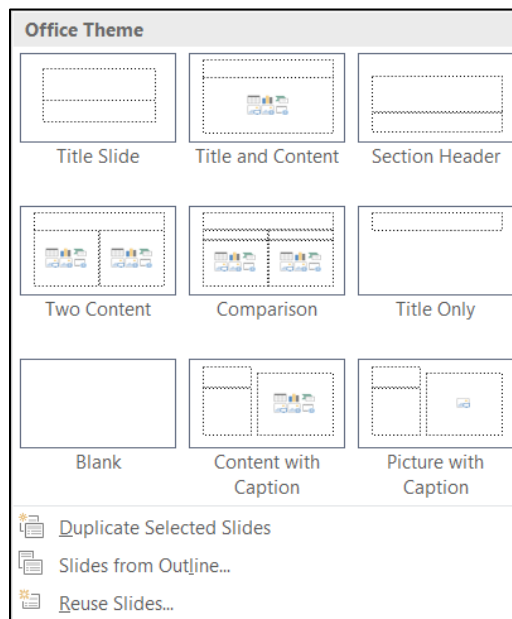 Office Theme
Title Slide
Title and Content
Section Header
Two Content
Comparison
Title Only
Blank
Content with
Caption
Picture with
Caption
Duplicate Selected Slides
Slides from Outline...
Reuse Slides...